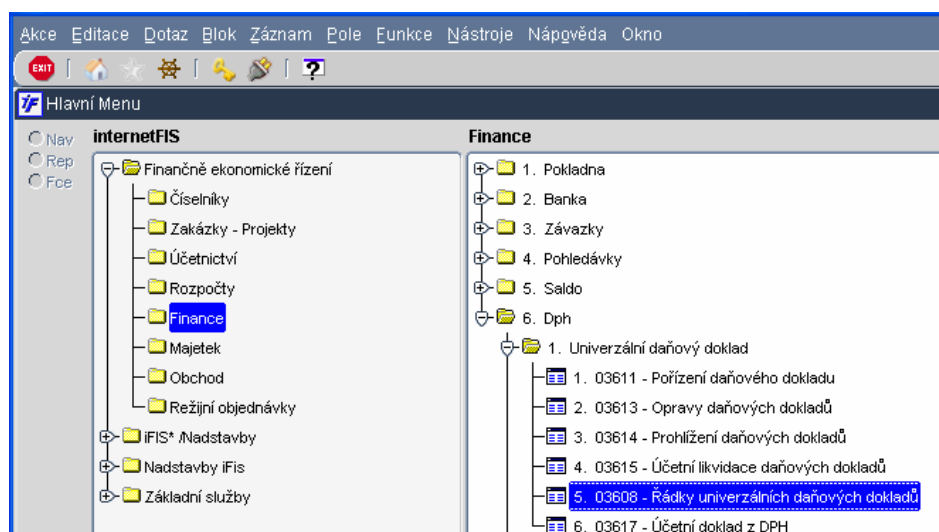 Akce Editace Dotaz Blok Záznam Pole Eunkce Nástroje Nápověda Okno
EXIT ?
iF Hlavní Menu
Nav
Rep
Fce
internetFIS
Finančně ekonomické řízení
Číselníky
Zakázky - Projekty
Účetnictví
Rozpočty
Finance
Majetek
Obchod
Režijní objednávky
iFIS* /Nadstavby
Nadstavby iFis
Základní služby
Finance
1. Pokladna
2. Banka
3. Závazky
4. Pohledávky
5. Saldo
6. Dph
1. Univerzální daňový doklad
1. 03611 - Pořízení daňového dokladu
2. 03613 - Opravy daňových dokladů
3. 03614 - Prohlížení daňových dokladů
4. 03615 - Účetní likvidace daňových dokladů
5. 03608 - Řádky univerzálních daňových dokladů
6. 03617 - Účetní doklad z DPH